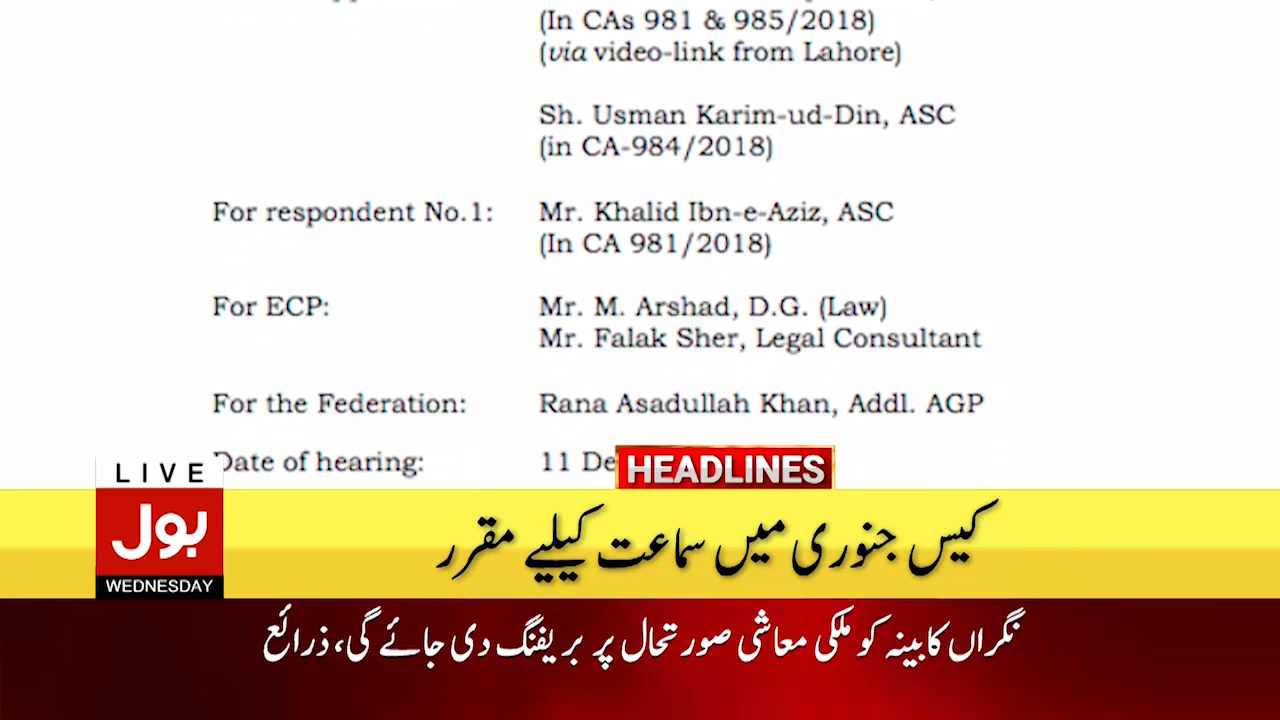 (In CAs 981 & 985/2018)
(via video-link from Lahore)
Sh. Usman Karim-ud-Din, ASC
(in CA-984/2018)
For respondent No.1: Mr. Khalid Ibn-e-Aziz, ASC
(In CA 981/2018)
For ECP: Mr. M. Arshad, D.G. (Law)
Mr. Falak Sher, Legal Consultant
For the Federation: Rana Asadullah Khan, Addl. AGP
Date of hearing: 11 De
HEADLINES
LIVE
بول
WEDNESDAY
کیس جنوری میں سماعت کیلیے مقرر
نگراں کابینہ کو ملکی معاشی صورتحال پر بریفنگ دی جائے گی، ذرائع